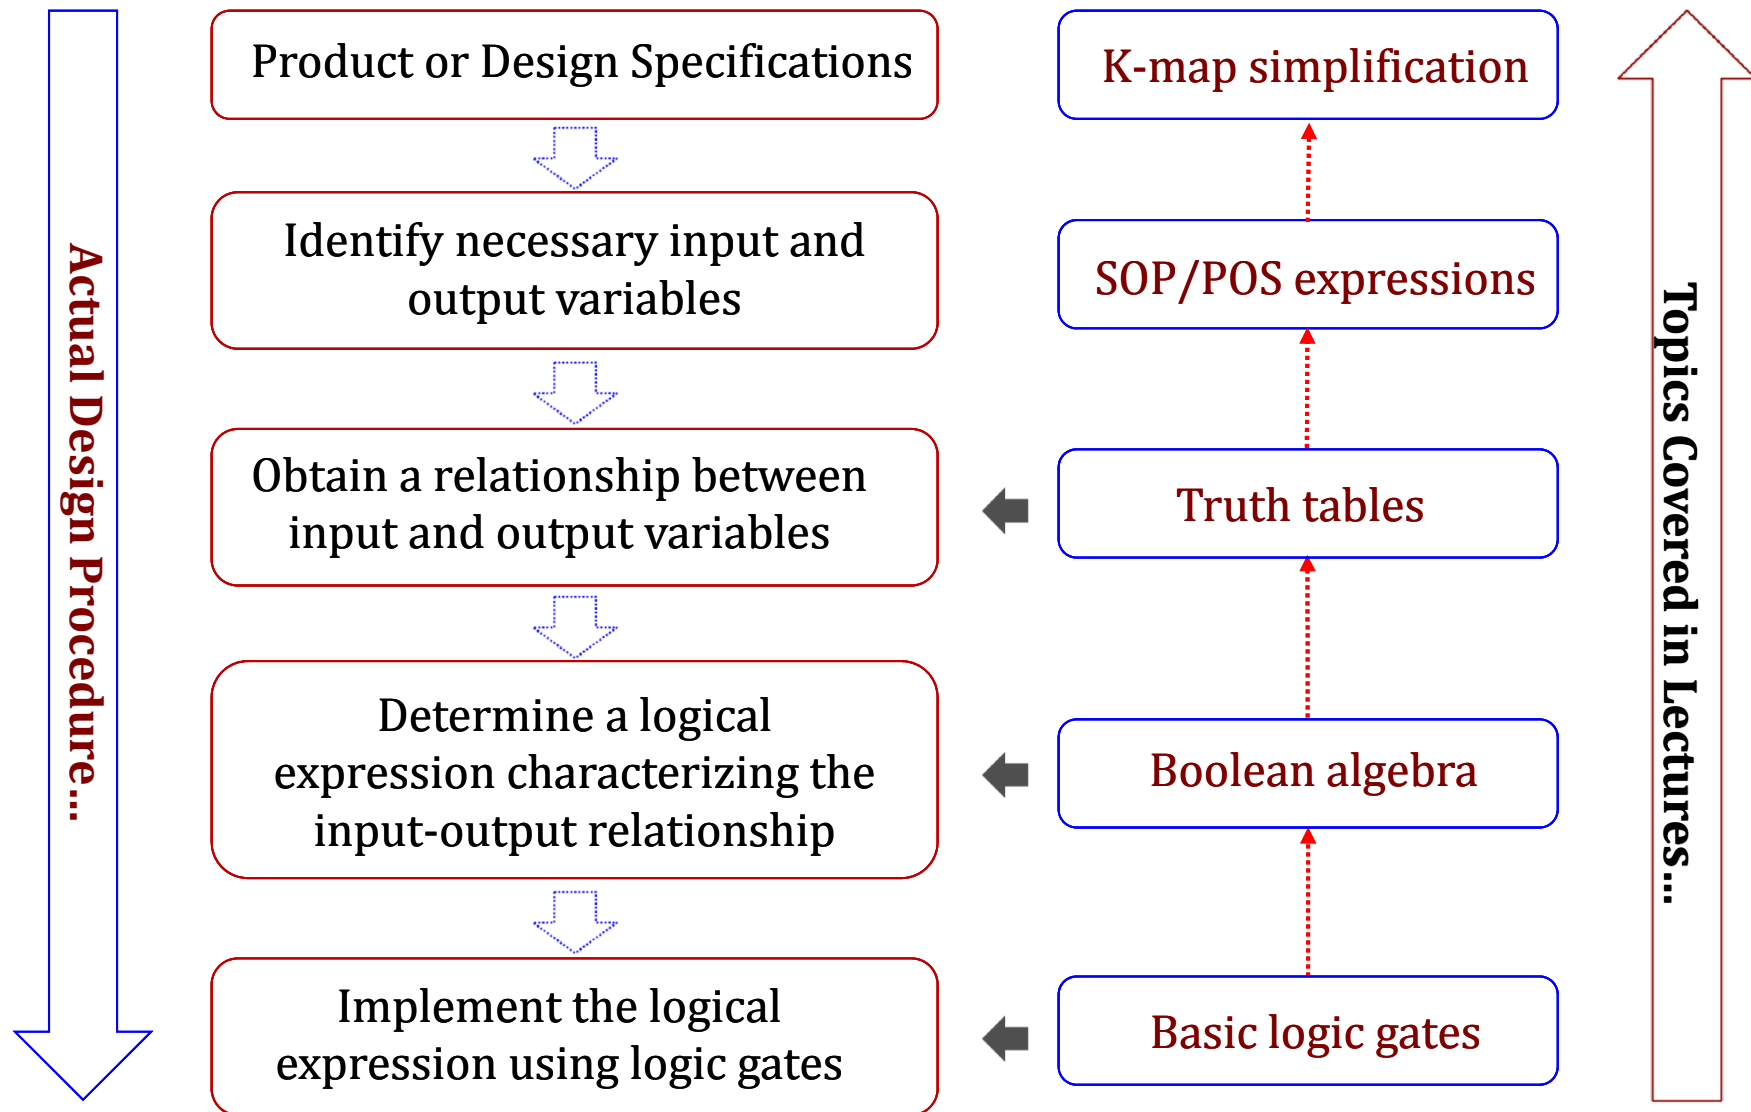 Actual Design Procedure...
Product or Design Specifications
Identify necessary input and
output variables
Obtain a relationship between
input and output variables
Determine a logical
expression characterizing the
input-output relationship
Implement the logical
expression using logic gates
K-map simplification
SOP/POS expressions
Truth tables
Boolean algebra
Basic logic gates
Topics Covered in Lectures...